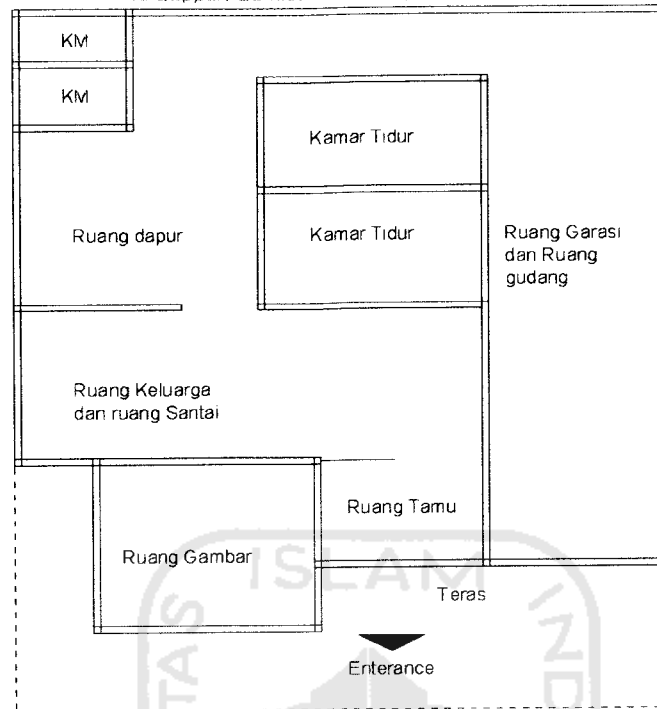 KM
KM
Kamar Tidur
Kamar Tidur
Ruang dapur
Ruang Garasi
dan Ruang
gudang
Ruang Keluarga
dan ruang Santai
Ruang Tamu
Ruang Gambar
ISLAM
Teras
Enterance